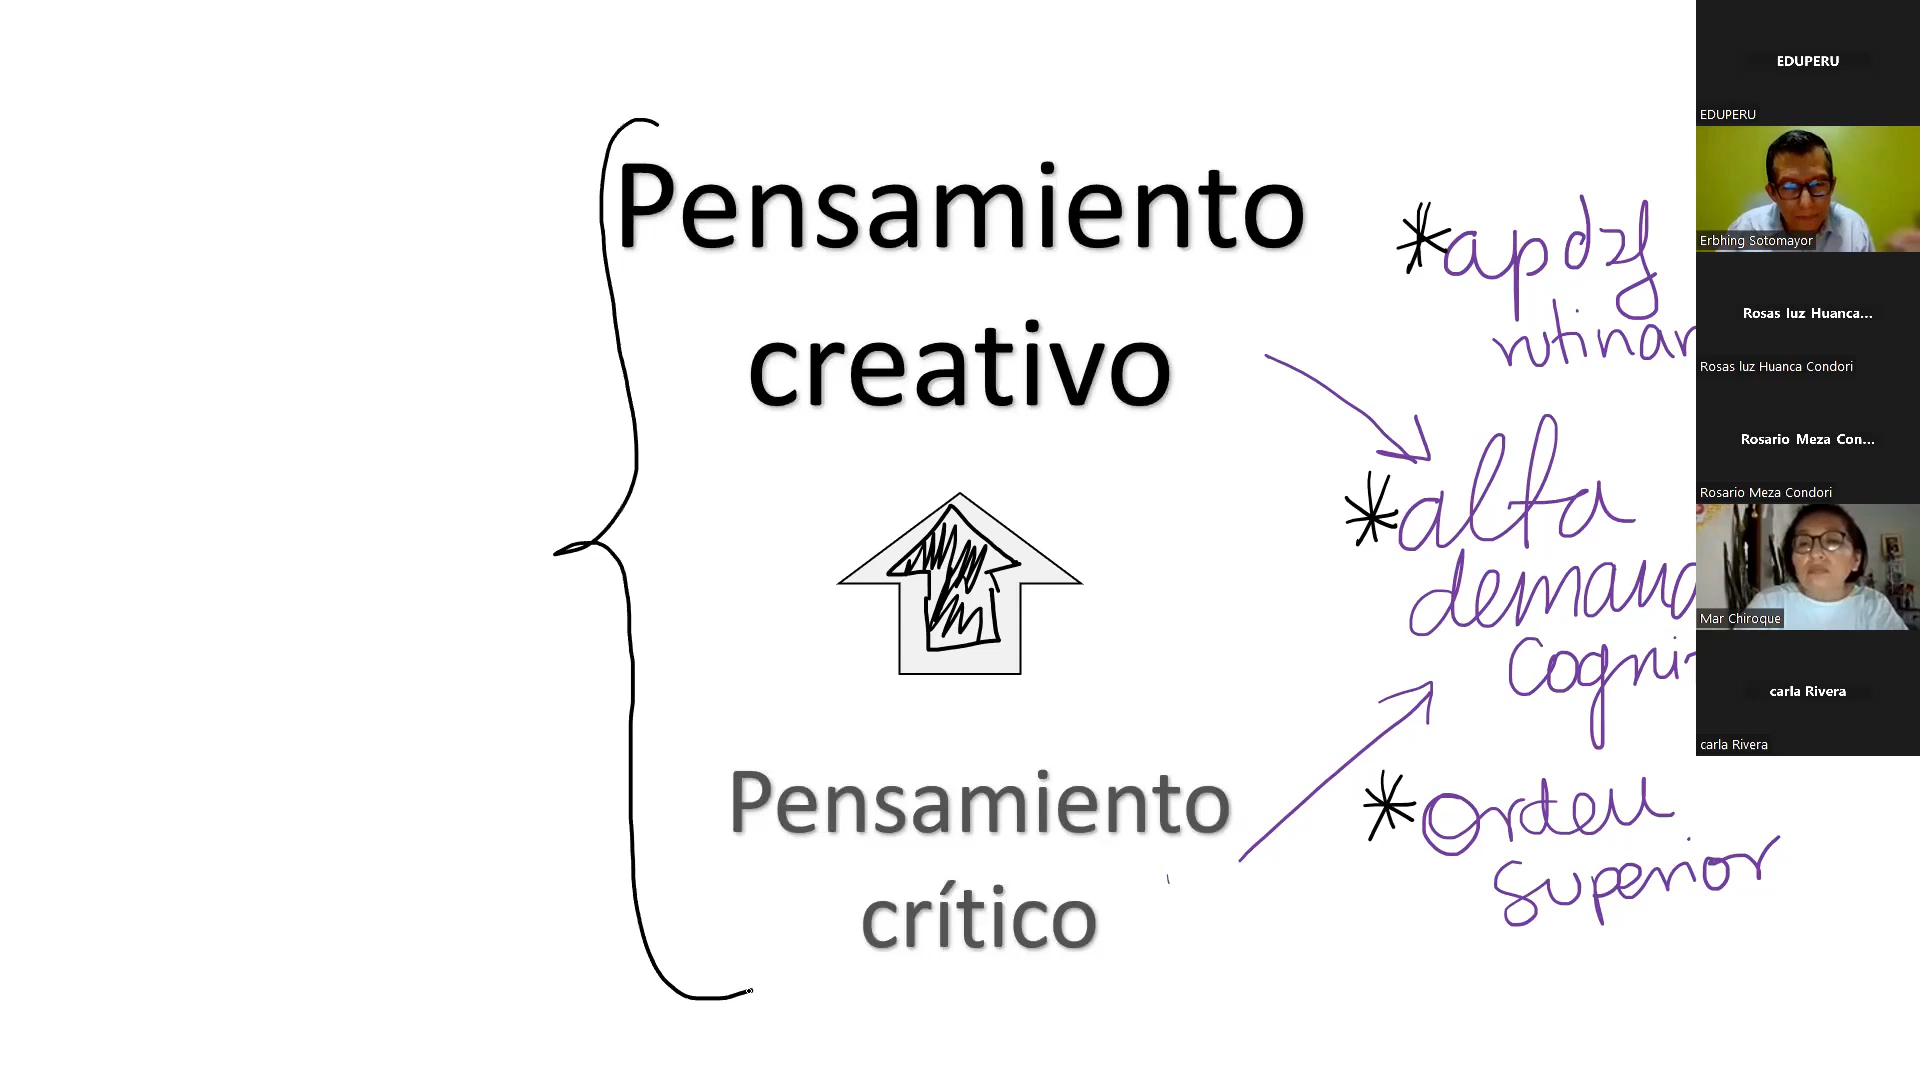 Pensamiento
creativo
Pensamiento
crítico
*apdzj
rutinar
*alta
demand
cogni
*orden
superior
EDUPERU
EDUPERU
Erbhing Sotomayor
Rosas luz Huanca...
Rosas luz Huanca Condori
Rosario Meza Con...
Rosario Meza Condori
Mar Chiroque
carla Rivera
carla Rivera